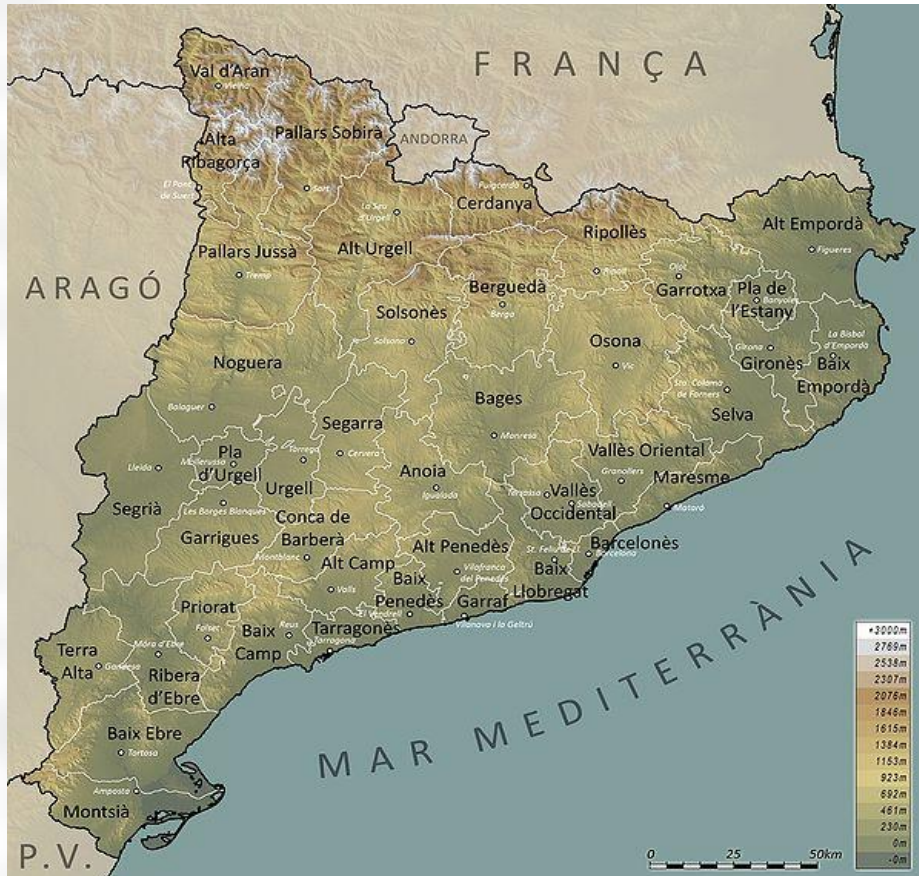 FRANÇA
Val d'Aran
Vielha
Alta
Ribagorça
Pallars Sobirà
ANDORRA
El Pont
de Suert
Sort
La Seu
d'Urgell
Puigcerdà
Cerdanya
Alt Empordà
Figueres
Ripollès
Ripoll
Pallars Jussà
Tremp
Alt Urgell
ARAGÓ
Berguedà
Berga
Olot
Garrotxa
Pla de
l'Estany
Banyoles
Solsonès
Solsona
Osona
Vic
La Bisbal
d'Empordà
Girona
Gironès
Baix
Empordà
Noguera
Balaguer
Sta. Coloma
de Farners
Selva
Bages
Manresa
Segarra
Cervera
Vallès Oriental
Granollers
Pla
d'Urgell
Mollerussa
Tàrrega
Urgell
Lleida
Segrià
Anoia
Igualada
Maresme
Mataró
Terrassa
Vallès
Occidental
Sabadell
Les Borges Blanques
Garrigues
Conca de
Barberà
Montblanc
Alt Penedès
Vilafranca
del Penedès
St. Feliu de Ll.
Barcelonès
Barcelona
Baix
Llobregat
Alt Camp
Valls
Baix
Penedès
El Vendrell
Garraf
Vilanova i la Geltrú
Priorat
Falset
Baix
Camp
Reus
Tarragonès
Tarragona
Terra
Alta
Gandesa
Móra d'Ebre
Ribera
d'Ebre
Baix Ebre
Tortosa
Amposta
Montsià
P.V.
MAR MEDITERRÀNIA
+3000m
2769m
2538m
2307m
2076m
1846m
1615m
1384m
1153m
923m
692m
461m
230m
0m
-0m
0 25 50km